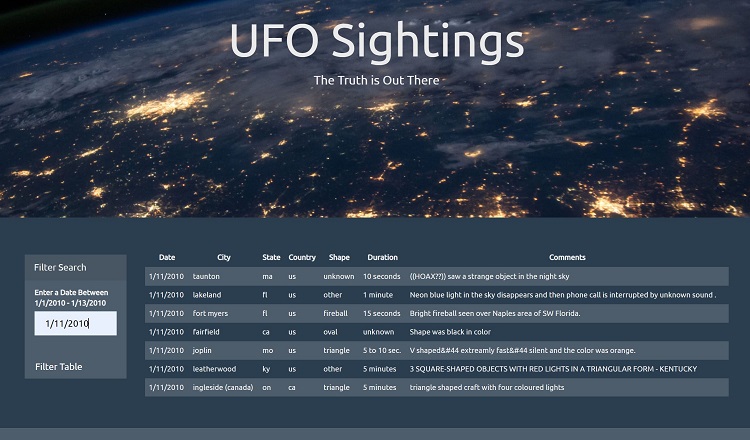 UFO Sightings
The Truth is Out There
Filter Search
Enter a Date Between
1/1/2010 - 1/13/2010
1/11/2010
Filter Table
Date City State Country Shape Duration Comments
1/11/2010 taunton ma us unknown 10 seconds ((HOAX??)) saw a strange object in the night sky
1/11/2010 lakeland fl us other 1 minute Neon blue light in the sky disappears and then phone call is interrupted by unknown sound .
1/11/2010 fort myers fl us fireball 15 seconds Bright fireball seen over Naples area of SW Florida.
1/11/2010 fairfield ca us oval unknown Shape was black in color
1/11/2010 joplin mo us triangle 5 to 10 sec. V shaped&#44 extreamly fast&#44 silent and the color was orange.
1/11/2010 leatherwood ky us other 5 minutes 3 SQUARE-SHAPED OBJECTS WITH RED LIGHTS IN A TRIANGULAR FORM - KENTUCKY
1/11/2010 ingleside (canada) on ca triangle 5 minutes triangle shaped craft with four coloured lights